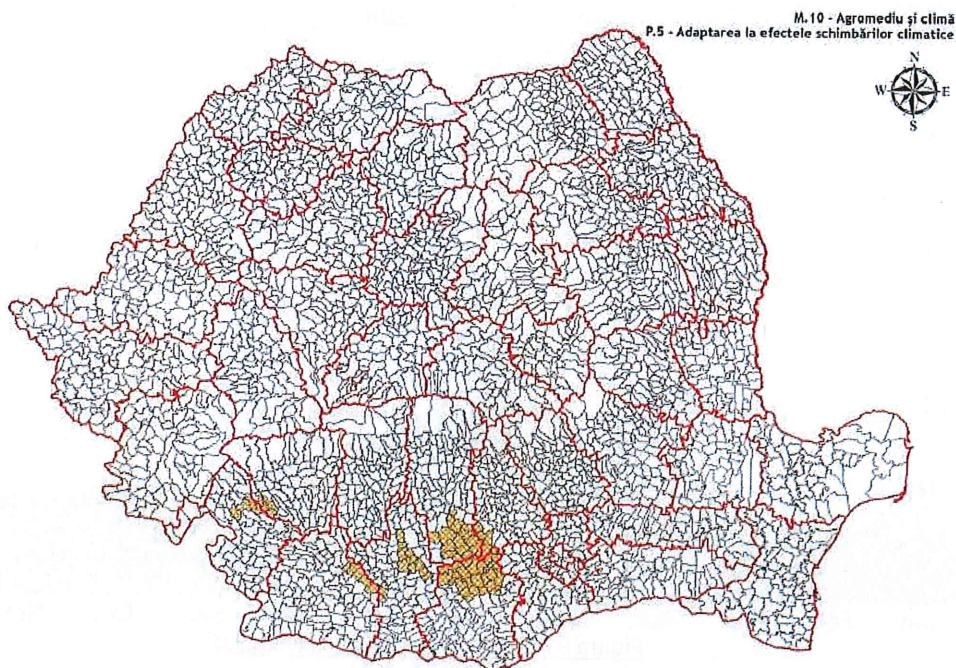 M.10 - Agromediu și climă
P.5 - Adaptarea la efectele schimbărilor climatice
N
W E
S